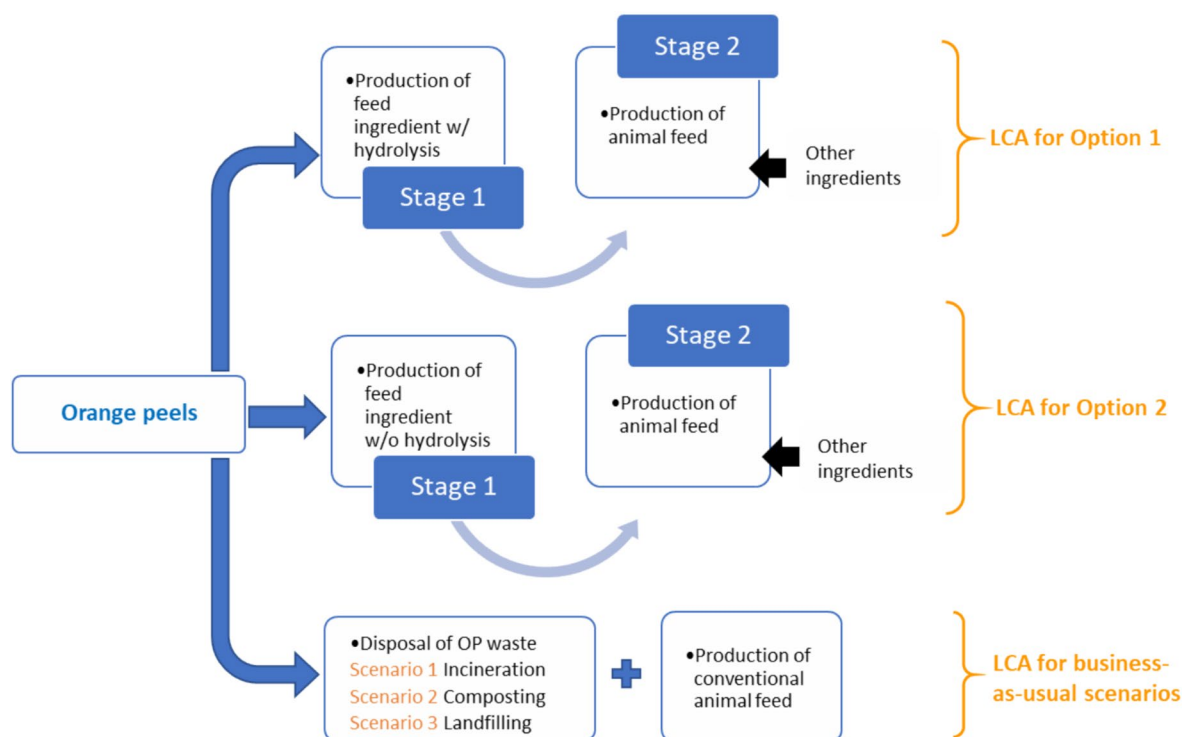 Stage 2
•Production of
feed
ingredient w/
hydrolysis
•Production of
animal feed
Other
ingredients
LCA for Option 1
Stage 1
Stage 2
•Production of
feed
ingredient
w/o hydrolysis
•Production of
animal feed
Other
ingredients
LCA for Option 2
Orange peels
Stage 1
•Disposal of OP waste
Scenario 1 Incineration
Scenario 2 Composting
Scenario 3 Landfilling
•Production of
conventional
animal feed
LCA for business-
as-usual scenarios